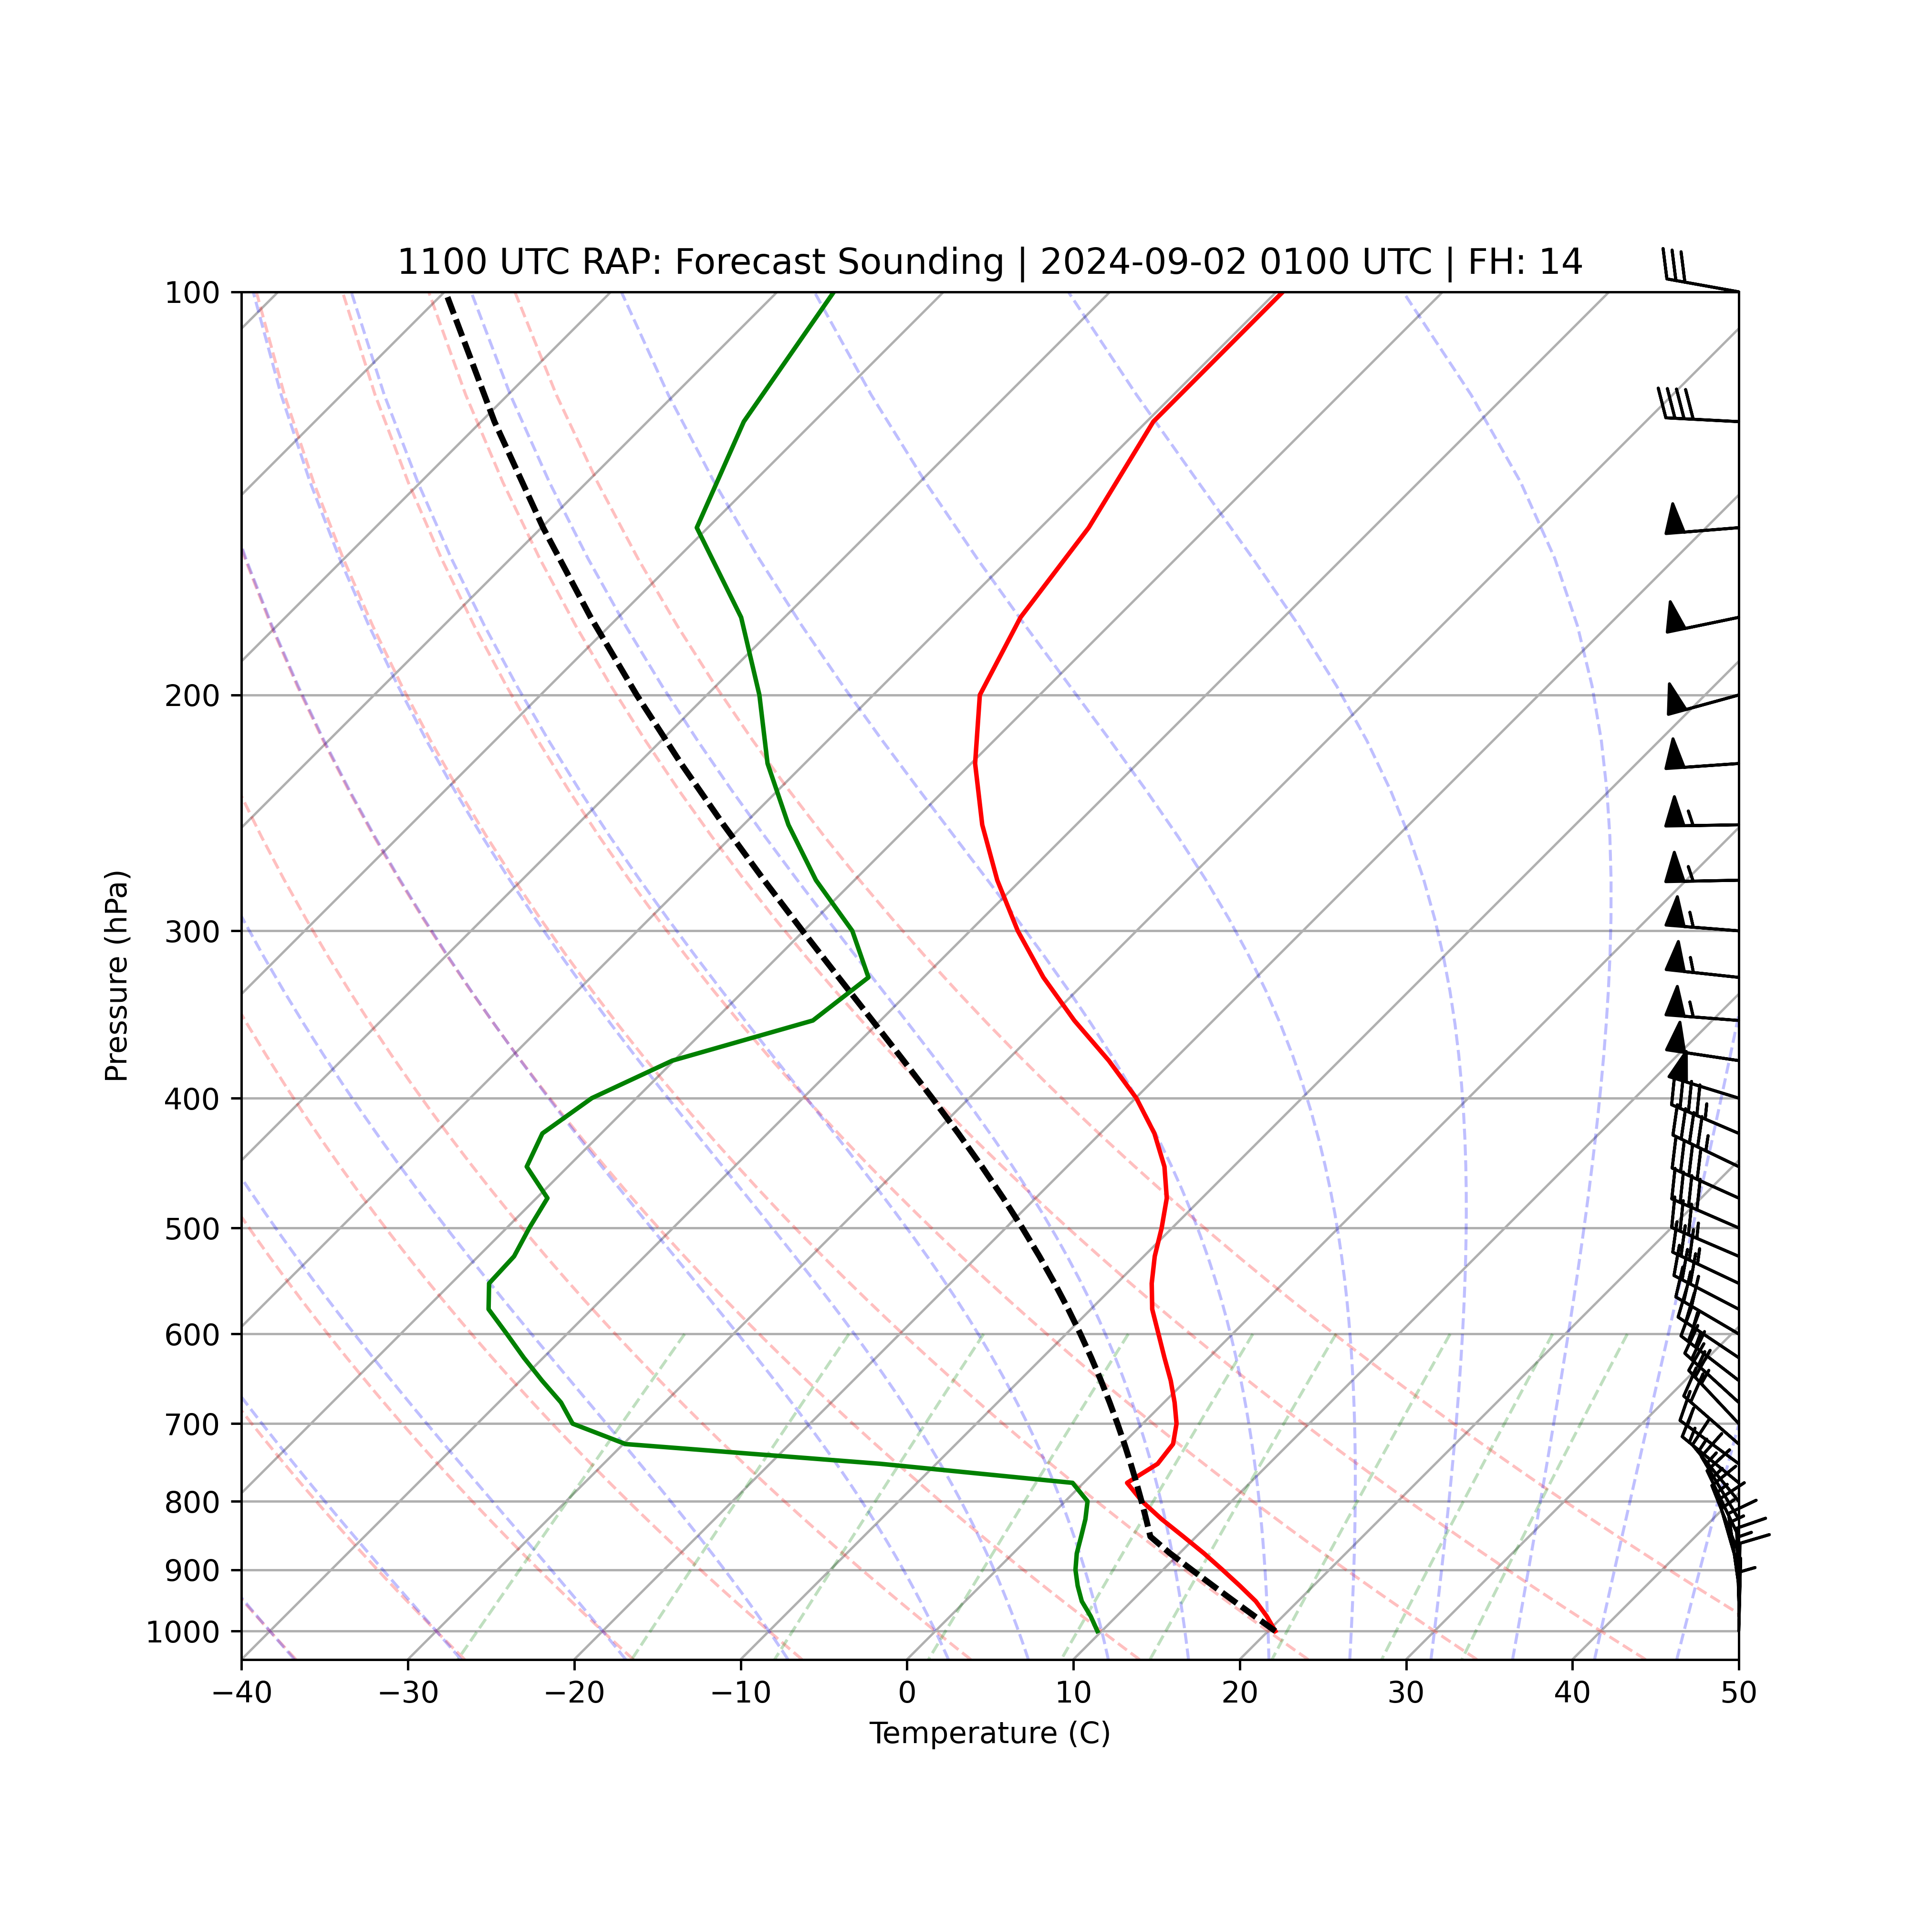 1100 UTC RAP: Forecast Sounding | 2024-09-02 0100 UTC | FH: 14
100
200
300
400
500
600
700
800
900
1000
Pressure (hPa)
−40 −30 −20 −10 0 10 20 30 40 50
Temperature (C)